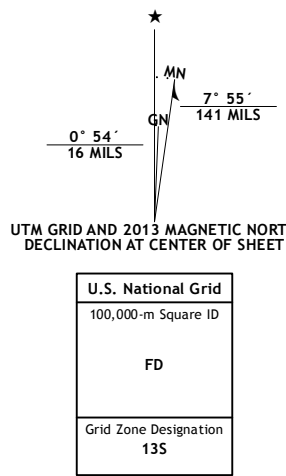 ★
MN
7° 55´
141 MILS
GN
0° 54´
16 MILS
UTM GRID AND 2013 MAGNETIC NORT
DECLINATION AT CENTER OF SHEET
U.S. National Grid
100,000-m Square ID
FD
Grid Zone Designation
13S